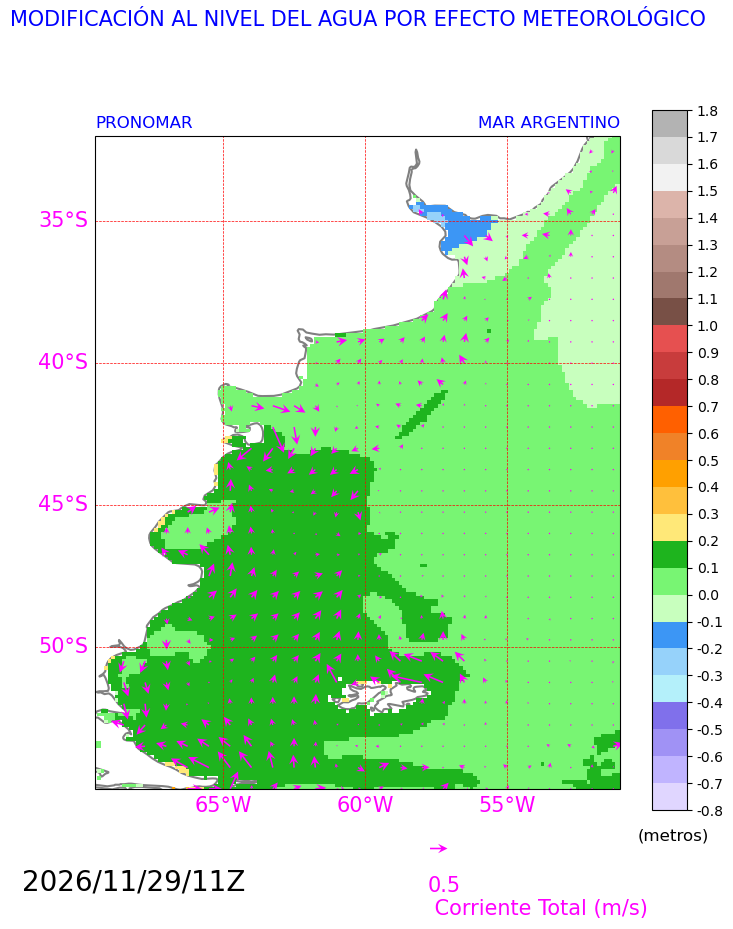 MODIFICACIÓN AL NIVEL DEL AGUA POR EFECTO METEOROLÓGICO
PRONOMAR MAR ARGENTINO
35°S
40°S
45°S
50°S
65°W 60°W 55°W
1.8
1.7
1.6
1.5
1.4
1.3
1.2
1.1
1.0
0.9
0.8
0.7
0.6
0.5
0.4
0.3
0.2
0.1
0.0
-0.1
-0.2
-0.3
-0.4
-0.5
-0.6
-0.7
-0.8
(metros)
2026/11/29/11Z
0.5
Corriente Total (m/s)